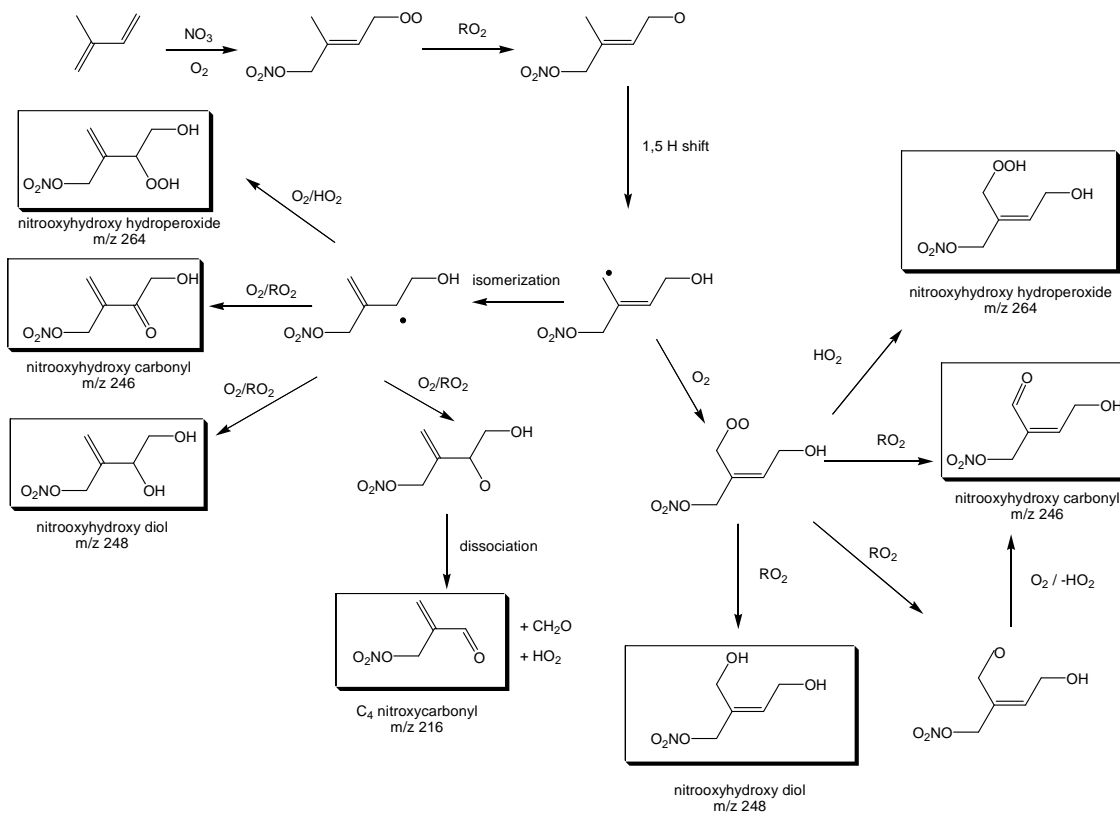 OO
O
NO₃
O₂
RO₂
O₂NO
O₂NO
1,5 H shift
OH
O₂NO
OOH
nitrooxyhydroxy hydroperoxide
m/z 264
O₂/HO₂
OOH
OH
O₂NO
nitrooxyhydroxy hydroperoxide
m/z 264
OH
O₂NO
O
nitrooxyhydroxy carbonyl
m/z 246
O₂/RO₂
OH
O₂NO
isomerization
OH
O₂NO
HO₂
O₂
O₂/RO₂
O₂/RO₂
OH
O₂NO
OH
nitrooxyhydroxy diol
m/z 248
OH
O₂NO
O
OO
OH
O₂NO
RO₂
O
OH
O₂NO
nitrooxyhydroxy carbonyl
m/z 246
dissociation
RO₂
RO₂
O₂ / -HO₂
O₂NO
O
+ CH₂O
+ HO₂
C₄ nitroxycarbonyl
m/z 216
OH
OH
O₂NO
nitrooxyhydroxy diol
m/z 248
O
OH
O₂NO